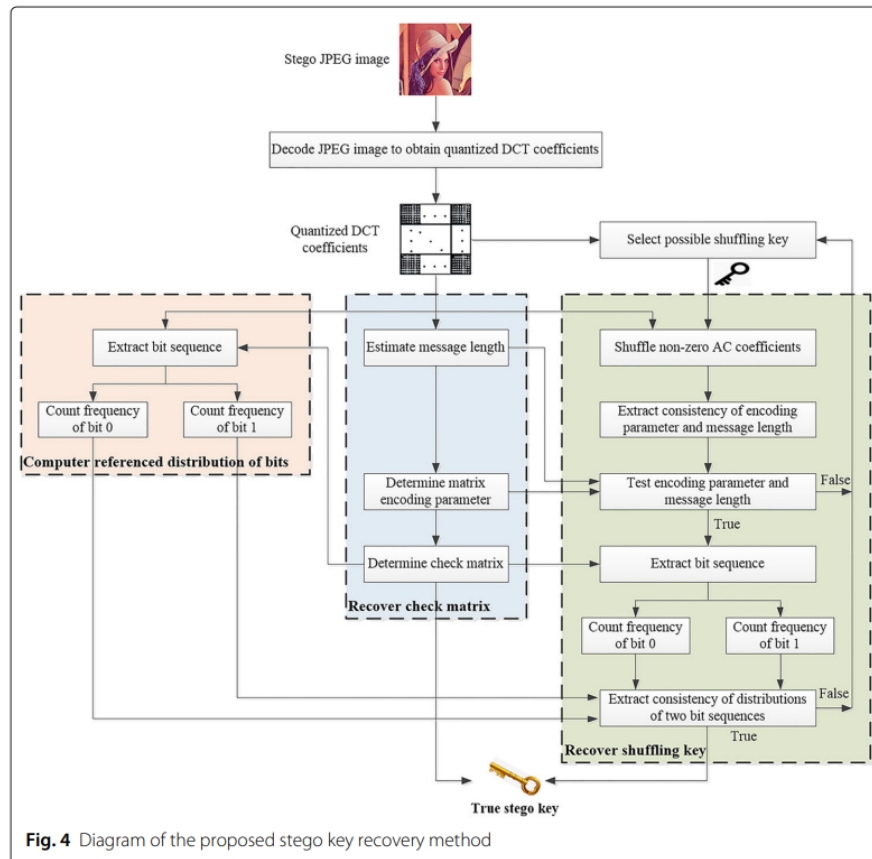 Stego JPEG image
Decode JPEG image to obtain quantized DCT coefficients
Quantized DCT
coefficients
Select possible shuffling key
Extract bit sequence
Count frequency
of bit 0
Count frequency
of bit 1
Computer referenced distribution of bits
Estimate message length
Determine matrix
encoding parameter
Determine check matrix
Recover check matrix
Shuffle non-zero AC coefficients
Extract consistency of encoding
parameter and message length
Test encoding parameter and
message length
False
True
Extract bit sequence
Count frequency
of bit 0
Count frequency
of bit 1
Extract consistency of distributions
of two bit sequences
False
True
Recover shuffling key
True stego key
Fig. 4 Diagram of the proposed stego key recovery method